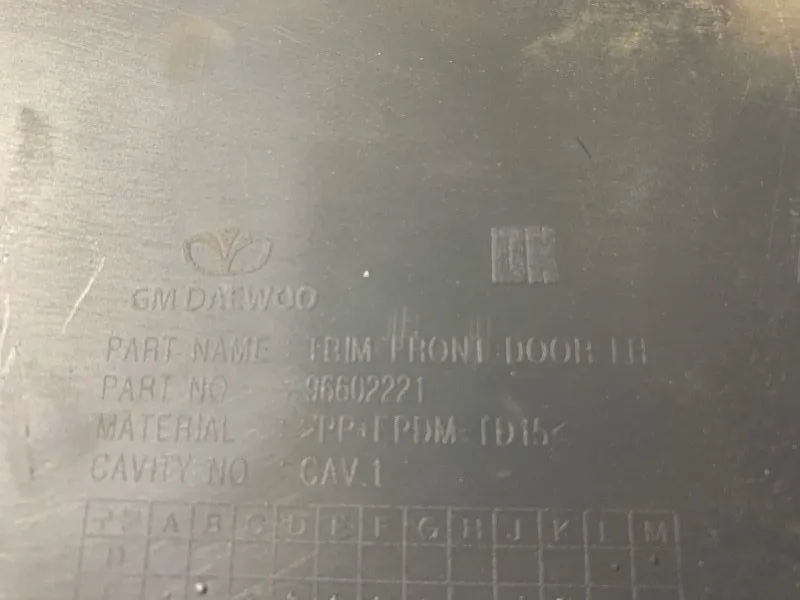 GM DAEWOO
PART NAME : TRIM FRONT DOOR LH
PART NO : 96602221
MATERIAL : >PP+EPDM-TD15<
CAVITY NO : CAV.1
A B C D E F G H J K L M
D